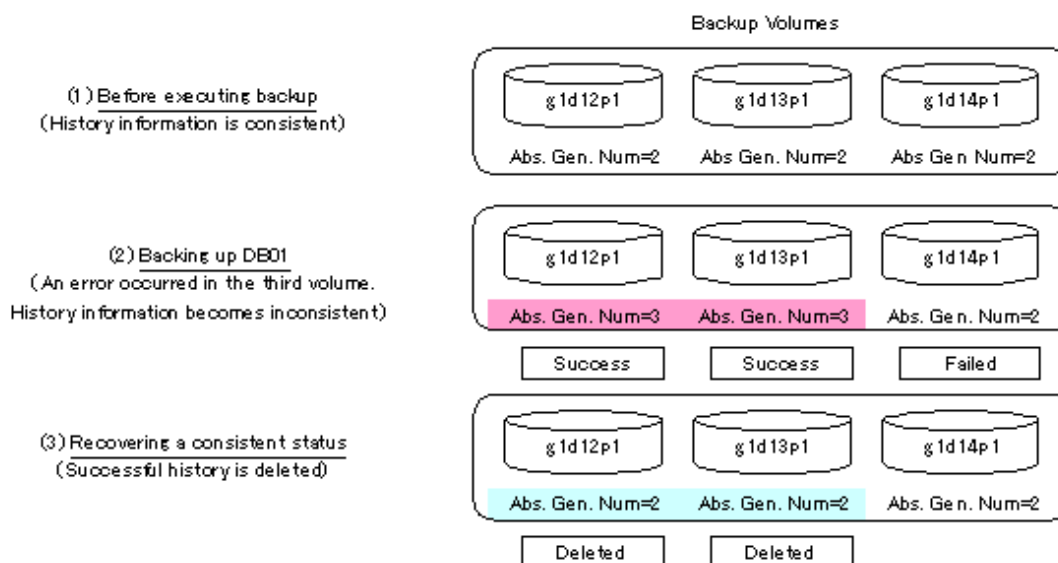 Backup Volumes
(1) Before executing backup
(History information is consistent)
g1d12p1 g1d13p1 g1d14p1
Abs. Gen. Num=2 Abs Gen. Num=2 Abs Gen Num=2
(2) Backing up DB01
(An error occurred in the third volume.
History information becomes inconsistent)
g1d12p1 g1d13p1 g1d14p1
Abs. Gen. Num=3 Abs. Gen. Num=3 Abs. Gen. Num=2
Success Success Failed
(3) Recovering a consistent status
(Successful history is deleted)
g1d12p1 g1d13p1 g1d14p1
Abs. Gen. Num=2 Abs. Gen. Num=2 Abs. Gen. Num=2
Deleted Deleted